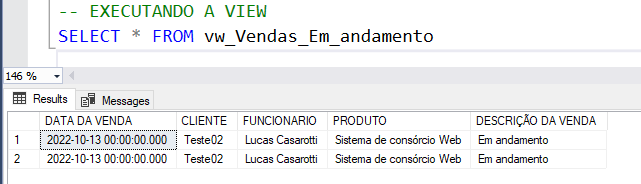 -- EXECUTANDO A VIEW
SELECT * FROM vw_Vendas_Em_andamento
146 %
Results Messages
DATA DA VENDA CLIENTE FUNCIONARIO PRODUTO DESCRIÇÃO DA VENDA
1 2022-10-13 00:00:00.000 Teste02 Lucas Casarotti Sistema de consórcio Web Em andamento
2 2022-10-13 00:00:00.000 Teste02 Lucas Casarotti Sistema de consórcio Web Em andamento